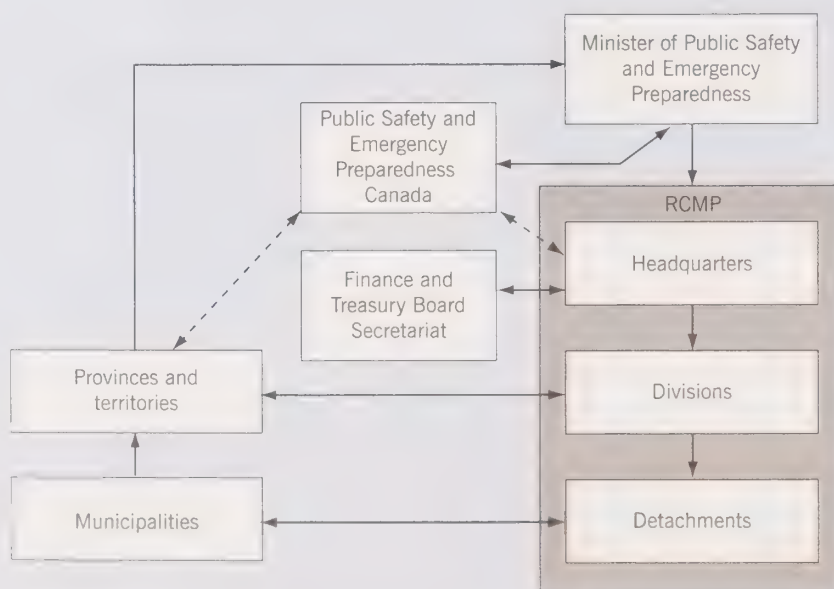 Minister of Public Safety
and Emergency
Preparedness
Public Safety and
Emergency
Preparedness
Canada
RCMP
Headquarters
Finance and
Treasury Board
Secretariat
Provinces and
territories
Divisions
Municipalities
Detachments